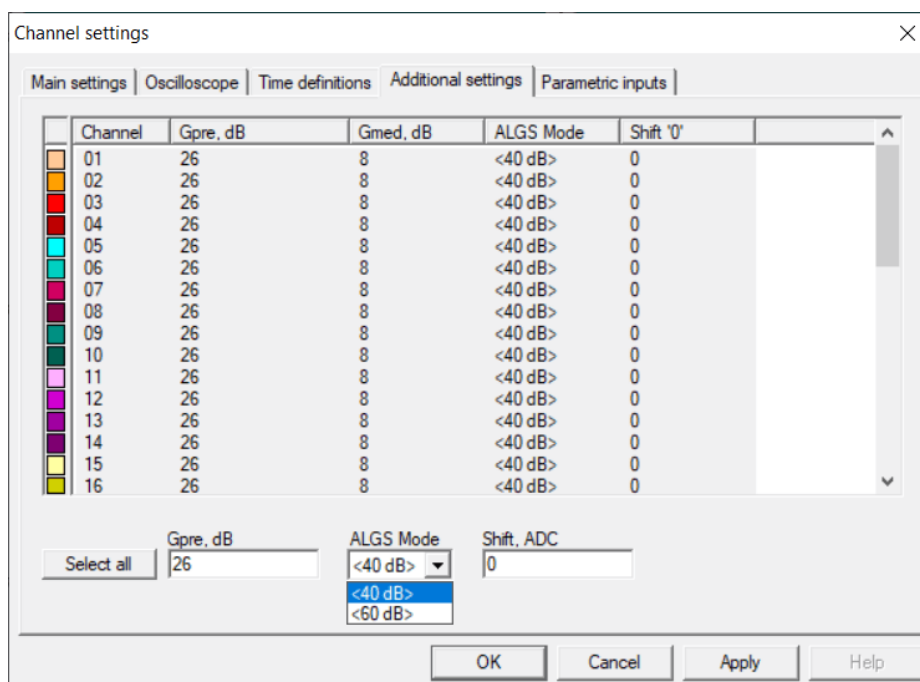 Channel settings
Main settings Oscilloscope Time definitions Additional settings Parametric inputs
Channel Gpre, dB Gmed, dB ALGS Mode Shift '0'
01 26 8 <40 dB> 0
02 26 8 <40 dB> 0
03 26 8 <40 dB> 0
04 26 8 <40 dB> 0
05 26 8 <40 dB> 0
06 26 8 <40 dB> 0
07 26 8 <40 dB> 0
08 26 8 <40 dB> 0
09 26 8 <40 dB> 0
10 26 8 <40 dB> 0
11 26 8 <40 dB> 0
12 26 8 <40 dB> 0
13 26 8 <40 dB> 0
14 26 8 <40 dB> 0
15 26 8 <40 dB> 0
16 26 8 <40 dB> 0
Gpre, dB ALGS Mode Shift, ADC
Select all 26 <40 dB> 0
<40 dB>
<60 dB>
OK Cancel Apply Help